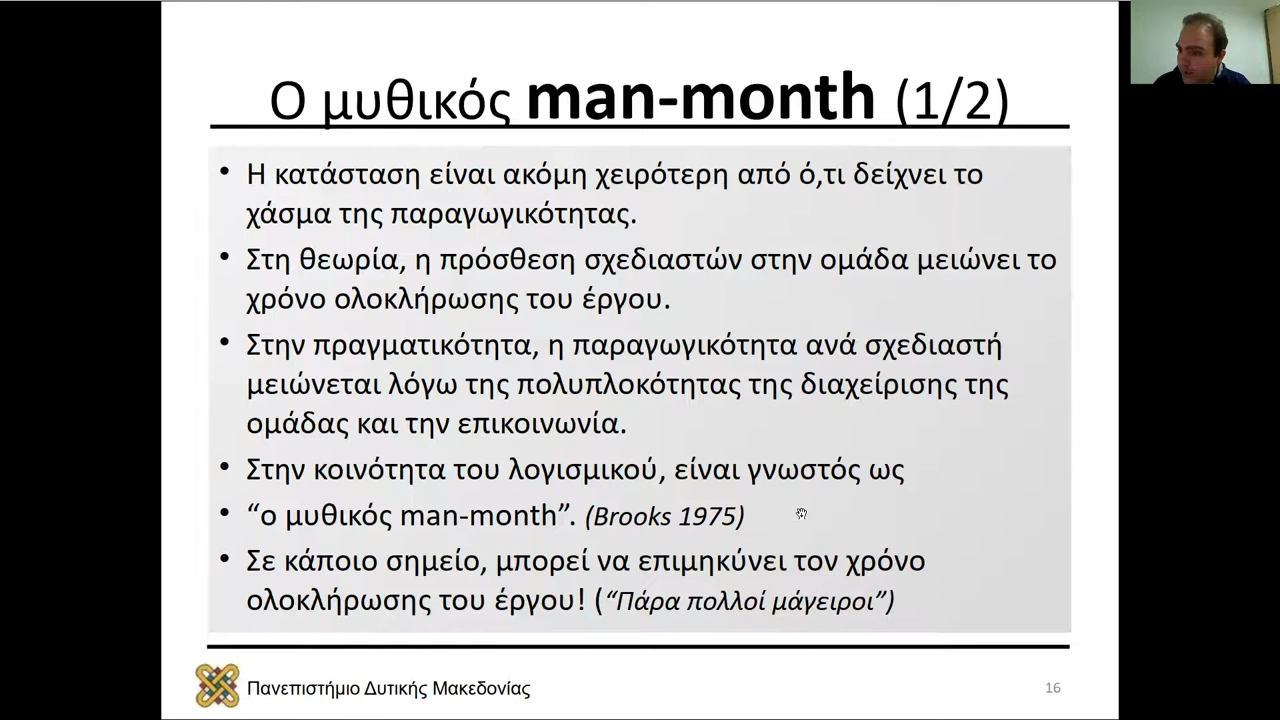 Ο μυθικός man-month (1/2)
• Η κατάσταση είναι ακόμη χειρότερη από ό,τι δείχνει το
χάσμα της παραγωγικότητας.
• Στη θεωρία, η πρόσθεση σχεδιαστών στην ομάδα μειώνει το
χρόνο ολοκλήρωσης του έργου.
• Στην πραγματικότητα, η παραγωγικότητα ανά σχεδιαστή
μειώνεται λόγω της πολυπλοκότητας της διαχείρισης της
ομάδας και την επικοινωνία.
• Στην κοινότητα του λογισμικού, είναι γνωστός ως
• “ο μυθικός man-month”. (Brooks 1975)
• Σε κάποιο σημείο, μπορεί να επιμηκύνει τον χρόνο
ολοκλήρωσης του έργου! (“Πάρα πολλοί μάγειροι”)
Πανεπιστήμιο Δυτικής Μακεδονίας
16